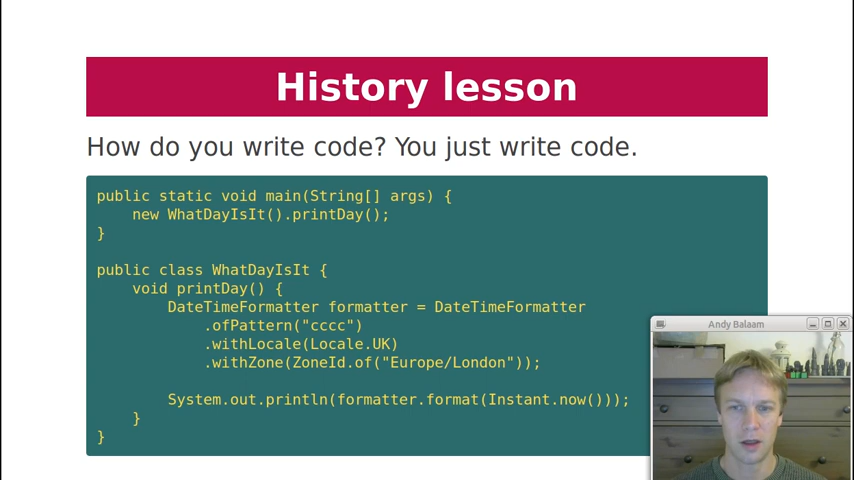 History lesson
How do you write code? You just write code.
public static void main(String[] args) {
    new WhatDayIsIt().printDay();
}
public class WhatDayIsIt {
    void printDay() {
        DateTimeFormatter formatter = DateTimeFormatter
            .ofPattern("cccc")
            .withLocale(Locale.UK)
            .withZone(ZoneId.of("Europe/London"));
        System.out.println(formatter.format(Instant.now()));
    }
}
Andy Balaam